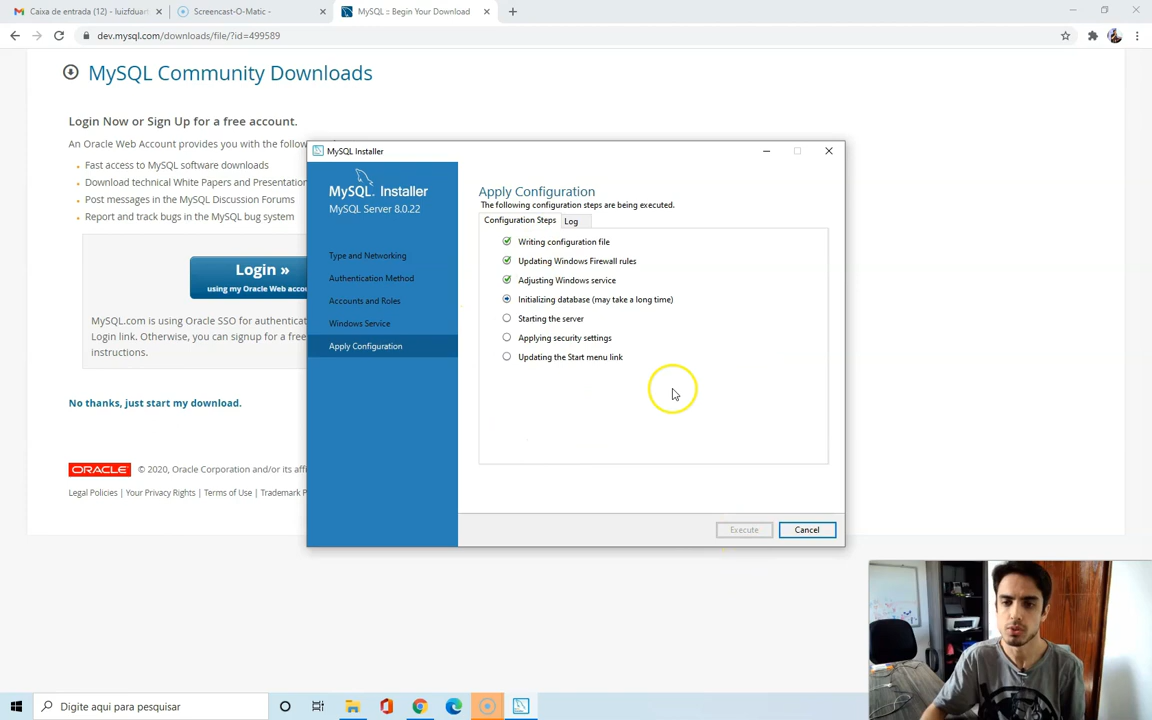 Caixa de entrada (12) - luizfduart
Screencast-O-Matic -
MySQL :: Begin Your Download
dev.mysql.com/downloads/file/?id=499589
MySQL Community Downloads
Login Now or Sign Up for a free account.
An Oracle Web Account provides you with the follow
Fast access to MySQL software downloads
Download technical White Papers and Presentation
Post messages in the MySQL Discussion Forums
Report and track bugs in the MySQL bug system
Login »
using my Oracle Web acco
MySQL.com is using Oracle SSO for authenticat
Login link. Otherwise, you can signup for a free
instructions.
No thanks, just start my download.
ORACLE © 2020, Oracle Corporation and/or its affi
Legal Policies | Your Privacy Rights | Terms of Use | Trademark P
MySQL Installer
MySQL. Installer
MySQL Server 8.0.22
Type and Networking
Authentication Method
Accounts and Roles
Windows Service
Apply Configuration
Apply Configuration
The following configuration steps are being executed.
Configuration Steps
Log
Writing configuration file
Updating Windows Firewall rules
Adjusting Windows service
Initializing database (may take a long time)
Starting the server
Applying security settings
Updating the Start menu link
Execute
Cancel
Digite aqui para pesquisar